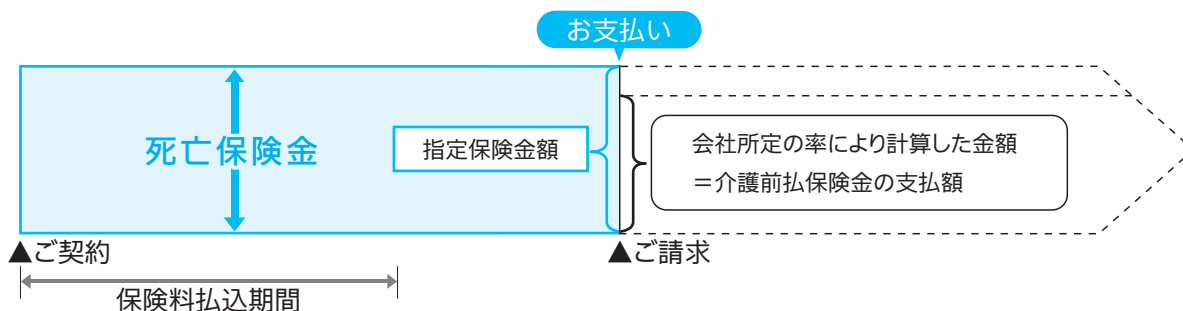 お支払い
死亡保険金
指定保険金額
会社所定の率により計算した金額
＝介護前払保険金の支払額
▲ご契約
▲ご請求
保険料払込期間